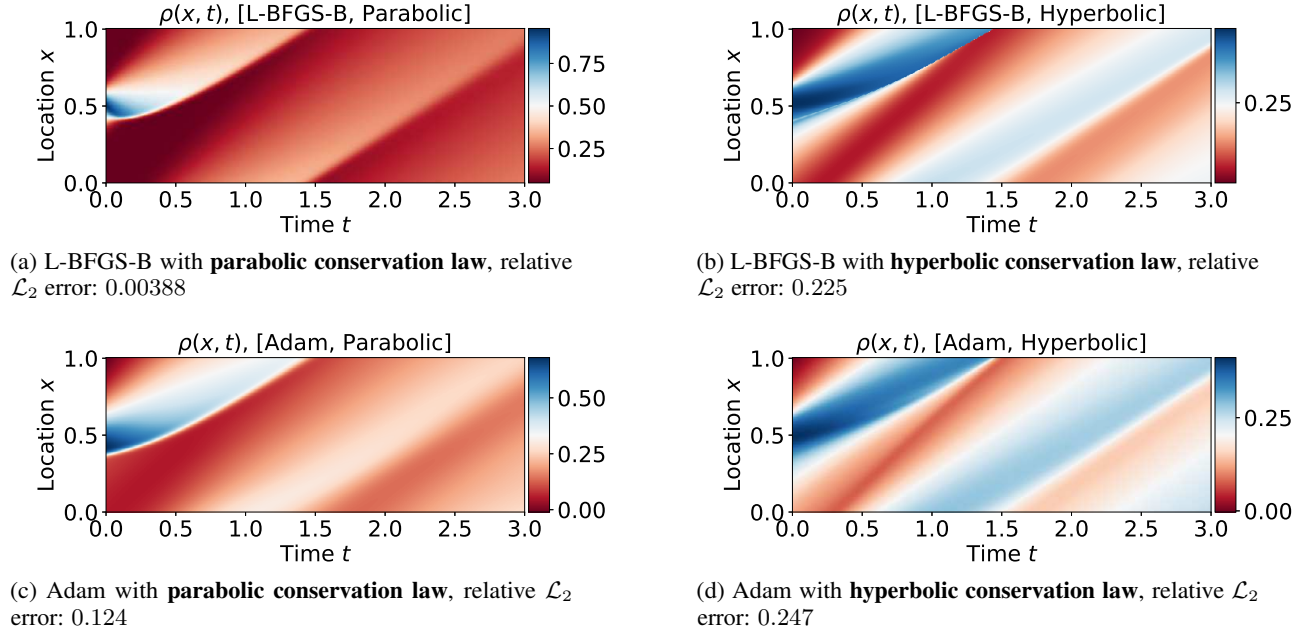 ρ(x, t), [L-BFGS-B, Parabolic]
1.0
0.5
0.0
Location x
0.0 0.5 1.0 1.5 2.0 2.5 3.0
Time t
0.75
0.50
0.25
(a) L-BFGS-B with parabolic conservation law, relative
ℒ₂ error: 0.00388
ρ(x, t), [L-BFGS-B, Hyperbolic]
1.0
0.5
0.0
Location x
0.0 0.5 1.0 1.5 2.0 2.5 3.0
Time t
0.25
(b) L-BFGS-B with hyperbolic conservation law, relative
ℒ₂ error: 0.225
ρ(x, t), [Adam, Parabolic]
1.0
0.5
0.0
Location x
0.0 0.5 1.0 1.5 2.0 2.5 3.0
Time t
0.50
0.25
0.00
(c) Adam with parabolic conservation law, relative ℒ₂
error: 0.124
ρ(x, t), [Adam, Hyperbolic]
1.0
0.5
0.0
Location x
0.0 0.5 1.0 1.5 2.0 2.5 3.0
Time t
0.25
0.00
(d) Adam with hyperbolic conservation law, relative ℒ₂
error: 0.247